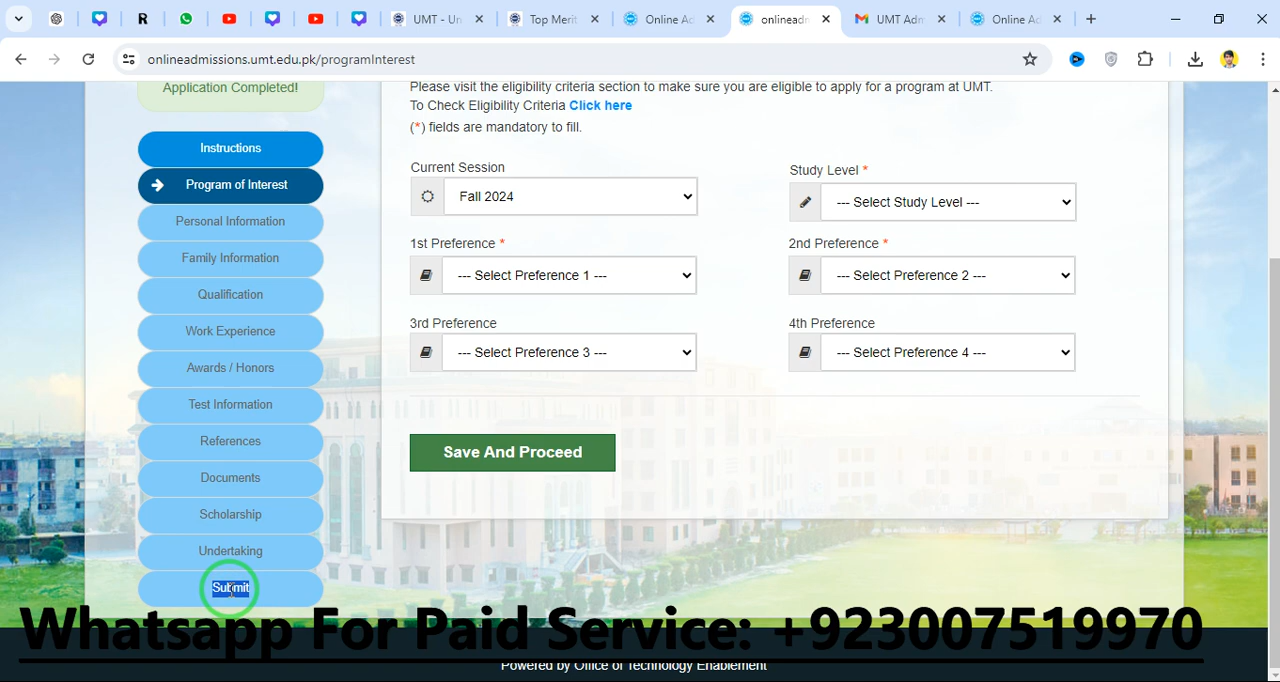 UMT - Un
Top Merit
Online Ad
onlineadm
UMT Adm
Online Ad
onlineadmissions.umt.edu.pk/programInterest
Application Completed!
Instructions
Program of Interest
Personal Information
Family Information
Qualification
Work Experience
Awards / Honors
Test Information
References
Documents
Scholarship
Undertaking
Submit
Please visit the eligibility criteria section to make sure you are eligible to apply for a program at UMT.
To Check Eligibility Criteria Click here
(*) fields are mandatory to fill.
Current Session
Fall 2024
Study Level *
--- Select Study Level ---
1st Preference *
--- Select Preference 1 ---
2nd Preference *
--- Select Preference 2 ---
3rd Preference
--- Select Preference 3 ---
4th Preference
--- Select Preference 4 ---
Save And Proceed
Whatsapp For Paid Service: +923007519970
Powered by Office of Technology Enablement